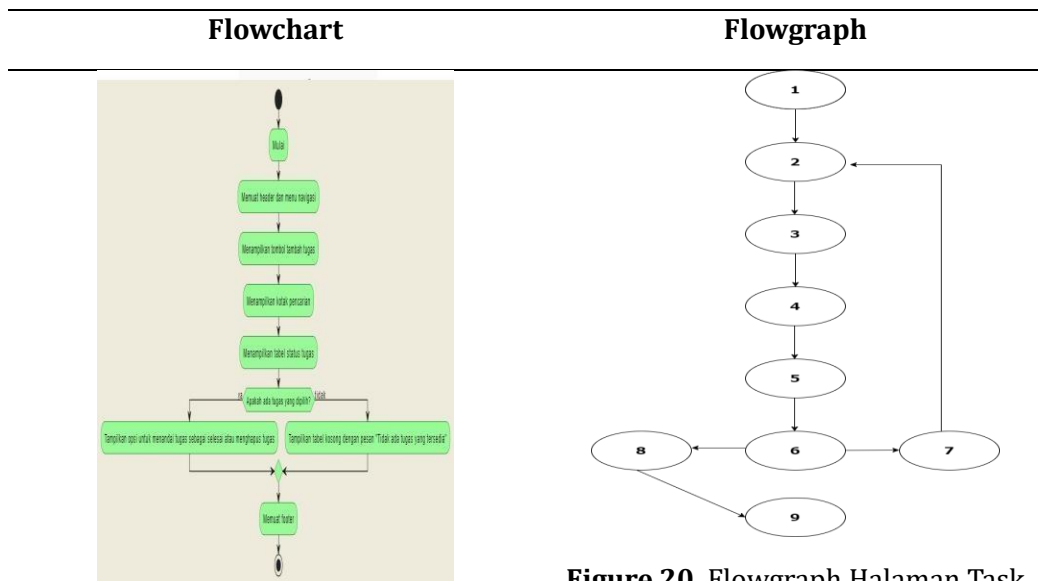 Flowchart
Flowgraph
Mulai
Memuat header dan menu navigasi
Menampilkan tombol tambah tugas
Menampilkan kotak pencarian
Menampilkan tabel status tugas
ya
Apakah ada tugas yang dipilih?
tidak
Tampilkan opsi untuk menandai tugas sebagai selesai atau menghapus tugas
Tampilkan tabel kosong dengan pesan "Tidak ada tugas yang tersedia"
Memuat footer
1
2
3
4
5
8
6
7
9
Figure 20. Flowgraph Halaman Task